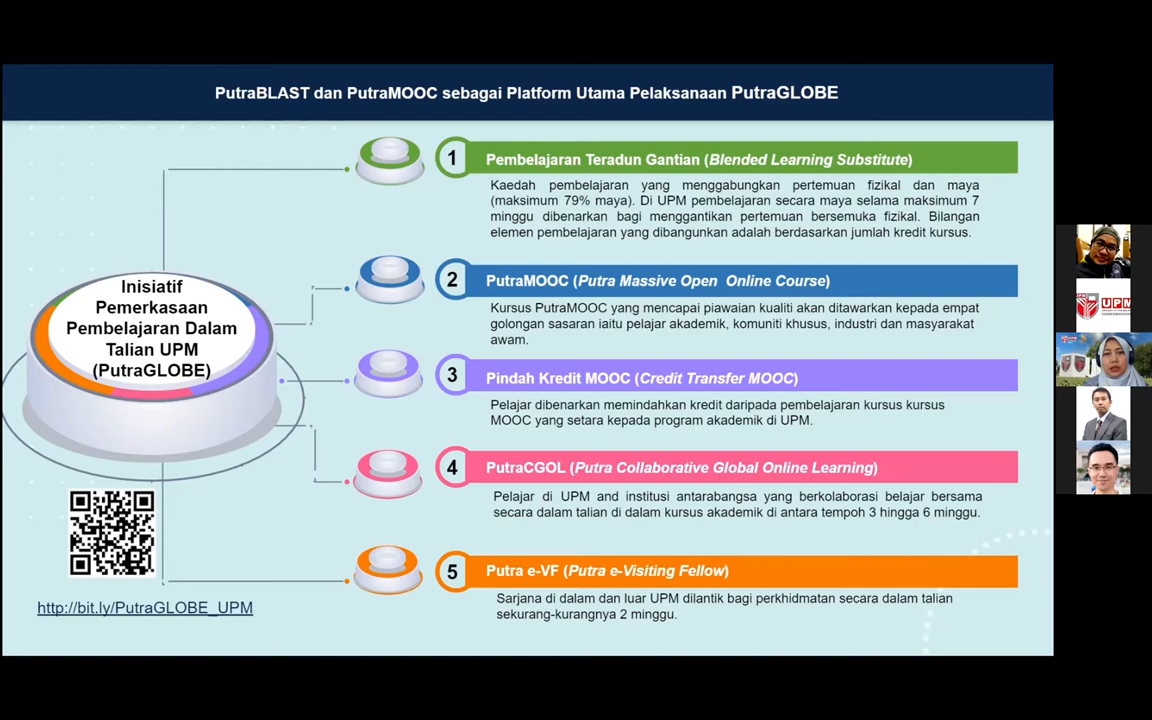 PutraBLAST dan PutraMOOC sebagai Platform Utama Pelaksanaan PutraGLOBE
Inisiatif
Pemerkasaan
Pembelajaran Dalam
Talian UPM
(PutraGLOBE)
http://bit.ly/PutraGLOBE_UPM
1
Pembelajaran Teradun Gantian (Blended Learning Substitute)
Kaedah pembelajaran yang menggabungkan pertemuan fizikal dan maya
(maksimum 79% maya). Di UPM pembelajaran secara maya selama maksimum 7
minggu dibenarkan bagi menggantikan pertemuan bersemuka fizikal. Bilangan
elemen pembelajaran yang dibangunkan adalah berdasarkan jumlah kredit kursus.
2
PutraMOOC (Putra Massive Open Online Course)
Kursus PutraMOOC yang mencapai piawaian kualiti akan ditawarkan kepada empat
golongan sasaran iaitu pelajar akademik, komuniti khusus, industri dan masyarakat
awam.
3
Pindah Kredit MOOC (Credit Transfer MOOC)
Pelajar dibenarkan memindahkan kredit daripada pembelajaran kursus kursus
MOOC yang setara kepada program akademik di UPM.
4
PutraCGOL (Putra Collaborative Global Online Learning)
Pelajar di UPM and institusi antarabangsa yang berkolaborasi belajar bersama
secara dalam talian di dalam kursus akademik di antara tempoh 3 hingga 6 minggu.
5
Putra e-VF (Putra e-Visiting Fellow)
Sarjana di dalam dan luar UPM dilantik bagi perkhidmatan secara dalam talian
sekurang-kurangnya 2 minggu.
UPM